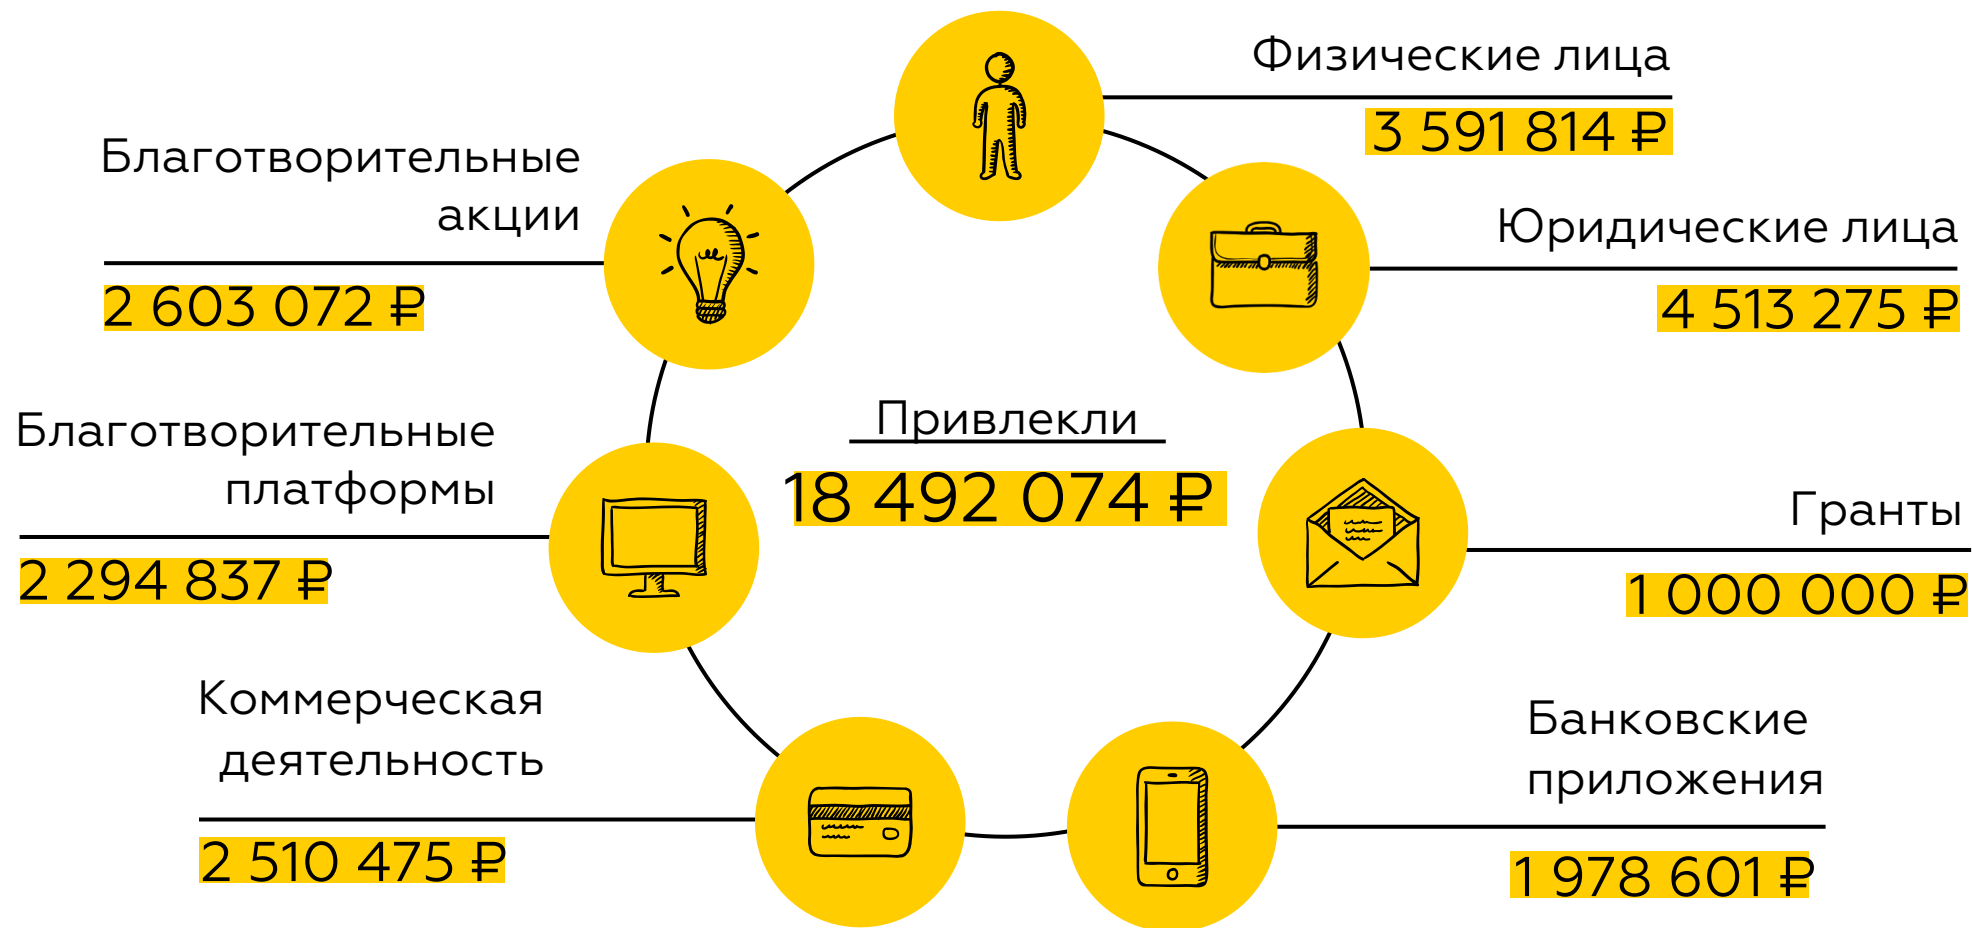 Физические лица
3 591 814 ₽
Юридические лица
4 513 275 ₽
Гранты
1 000 000 ₽
Банковские
приложения
1 978 601 ₽
Коммерческая
деятельность
2 510 475 ₽
Благотворительные
платформы
2 294 837 ₽
Благотворительные
акции
2 603 072 ₽
Привлекли
18 492 074 ₽